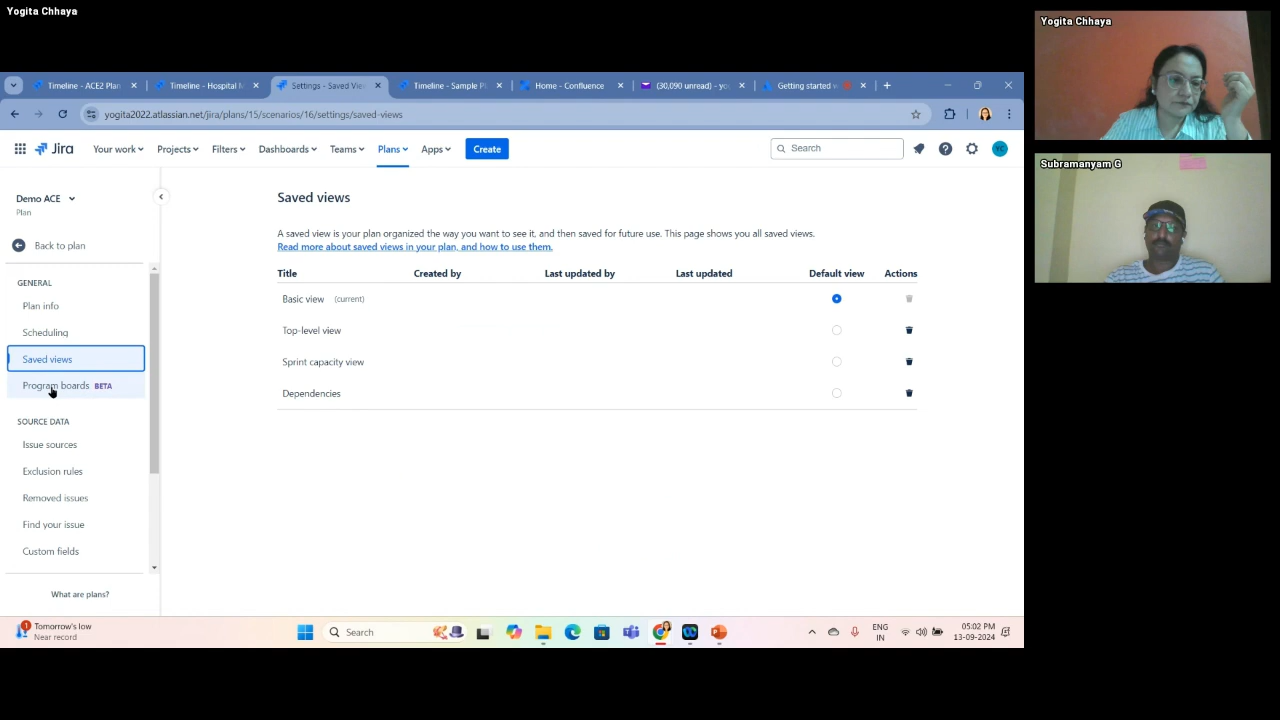 Yogita Chhaya
Yogita Chhaya
Subramanyam G
Timeline - ACE2 Plan
Timeline - Hospital M
Settings - Saved View
Timeline - Sample Pl
Home - Confluence
(30,090 unread) - yo
Getting started w
yogita2022.atlassian.net/jira/plans/15/scenarios/16/settings/saved-views
Jira
Your work
Projects
Filters
Dashboards
Teams
Plans
Apps
Create
Search
YC
Demo ACE
Plan
Back to plan
GENERAL
Plan info
Scheduling
Saved views
Program boards BETA
SOURCE DATA
Issue sources
Exclusion rules
Removed issues
Find your issue
Custom fields
What are plans?
Saved views
A saved view is your plan organized the way you want to see it, and then saved for future use. This page shows you all saved views.
Read more about saved views in your plan, and how to use them.
Title Created by Last updated by Last updated Default view Actions
Basic view (current)
Top-level view
Sprint capacity view
Dependencies
1
Tomorrow's low
Near record
Search
ENG
IN
05:02 PM
13-09-2024